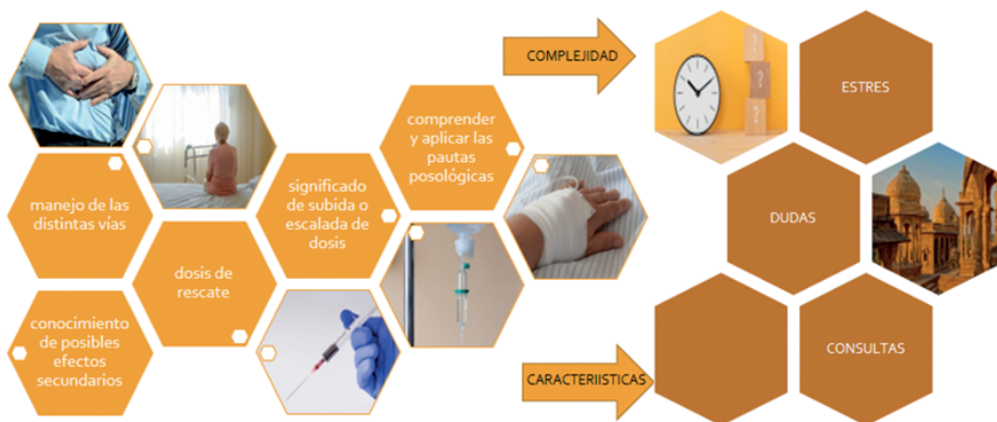 manejo de las
distintas vías
conocimiento
de posibles
efectos
secundarios
dosis de
rescate
significado
de subida o
escalada de
dosis
comprender
y aplicar las
pautas
posológicas
COMPLEJIDAD
CARACTERIISTICAS
?
?
?
ESTRES
DUDAS
CONSULTAS